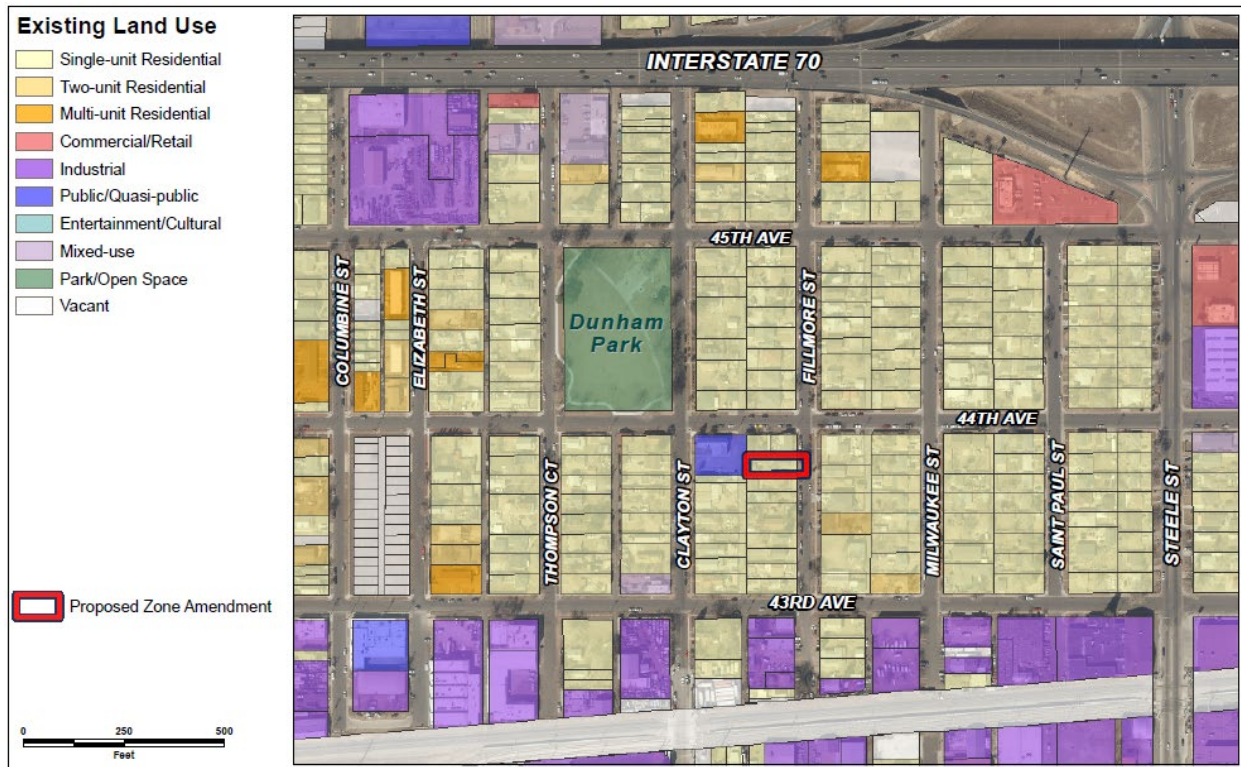 Existing Land Use
Single-unit Residential
Two-unit Residential
Multi-unit Residential
Commercial/Retail
Industrial
Public/Quasi-public
Entertainment/Cultural
Mixed-use
Park/Open Space
Vacant
Proposed Zone Amendment
0 250 500
Feet
INTERSTATE 70
45TH AVE
COLUMBINE ST
ELIZABETH ST
Dunham
Park
FILLMORE ST
44TH AVE
THOMPSON CT
CLAYTON ST
MILWAUKEE ST
SAINT PAUL ST
STEELE ST
43RD AVE